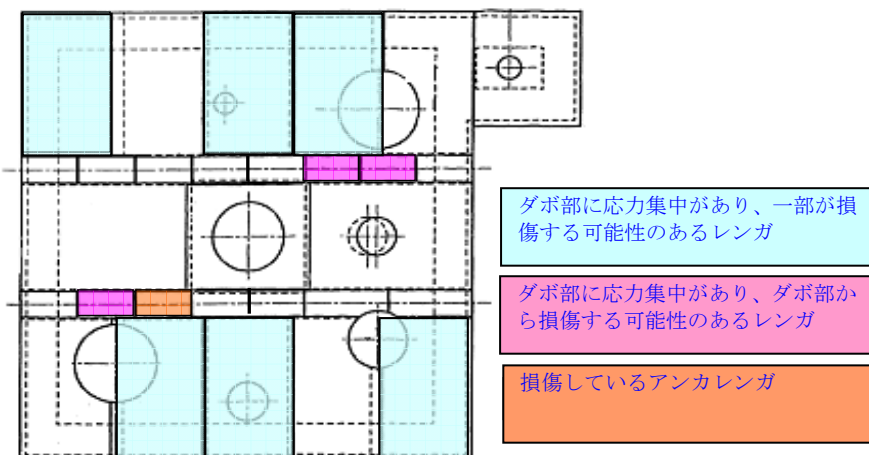 ダボ部に応力集中があり、一部が損
傷する可能性のあるレンガ
ダボ部に応力集中があり、ダボ部か
ら損傷する可能性のあるレンガ
損傷しているアンカレンガ